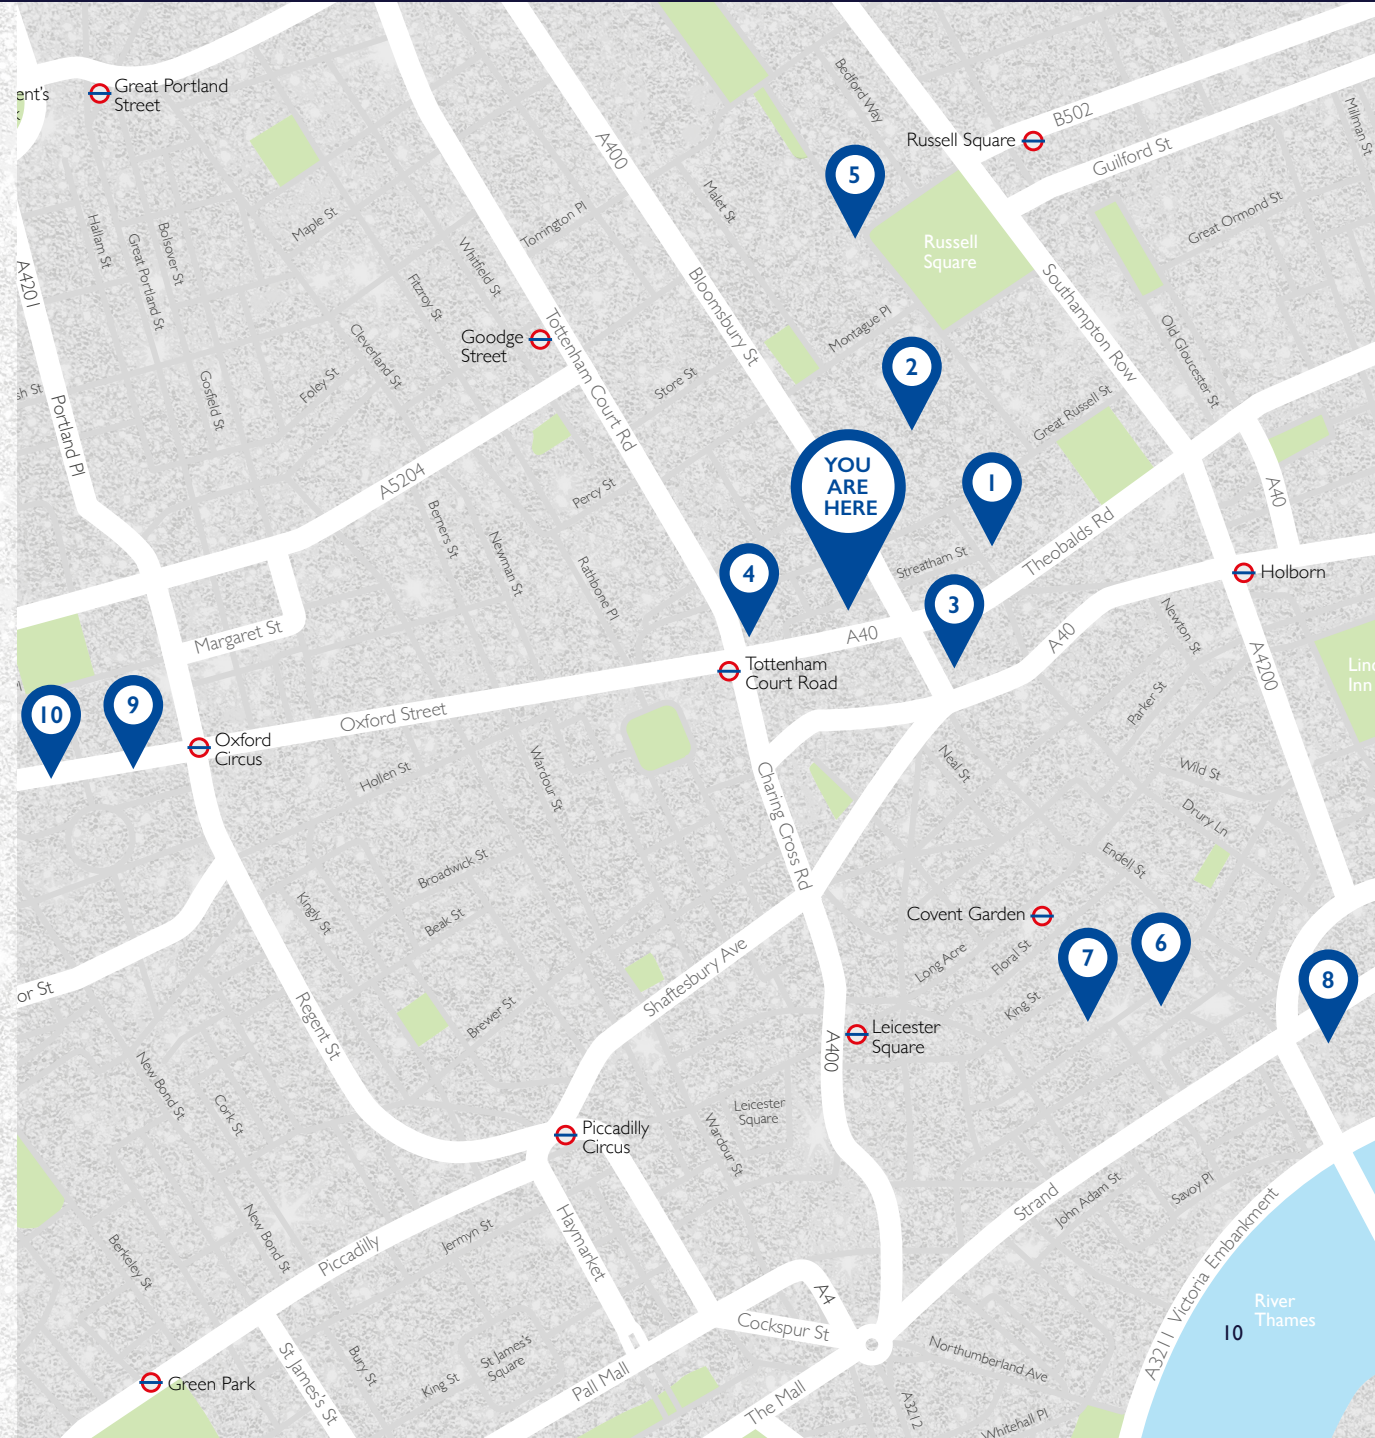 Great Portland
Street
ent's
Bedford Way
B502
Russell Square
Guilford St
Millman St
A400
5
Malet St
Torrington Pl
Maple St
Hallam St
Great Portland St
Bolsover St
Whitfield St
Fitzroy St
Great Ormond St
Russell
Square
A4201
Bloomsbury St
Southampton Row
Goodge
Street
Tottenham Court Rd
Cleverland St
Montague Pl
Old Gloucester St
2
Foley St
Gosfield St
Store St
Great Russell St
sh St
Portland Pl
A5204
YOU
ARE
HERE
1
A40
Percy St
Berners St
Newman St
Rathbone Pl
Theobalds Rd
Streatham St
4
3
Holborn
Margaret St
A40
A40
Newton St
A4200
Tottenham
Court Road
Linc
Inn
10
9
Oxford Street
Oxford
Circus
Parker St
Hollen St
Wardour St
Neal St
Wild St
Charing Cross Rd
Drury Ln
Endell St
Broadwick St
Kingly St
Beak St
Covent Garden
Long Acre
Floral St
King St
7
6
8
or St
Shaftesbury Ave
Brewer St
Regent St
Leicester
Square
A400
New Bond St
Cork St
Leicester
Square
Wardour St
Piccadilly
Circus
Strand
John Adam St
Savoy Pl
Haymarket
Jermyn St
New Bond St
Berkeley St
Piccadilly
A4
Cockspur St
A3211 Victoria Embankment
River
Thames
10
St James's St
Bury St
King St
St James's
Square
Northumberland Ave
Green Park
Pall Mall
The Mall
A3212
Whitehall Pl